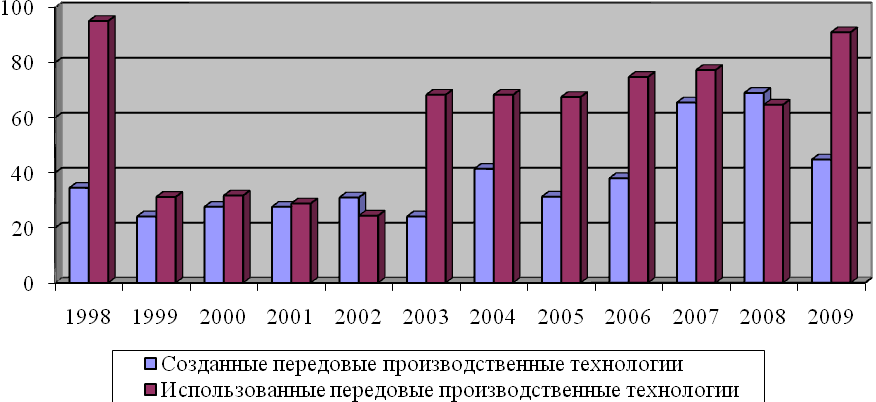 100
80
60
40
20
0
1998 1999 2000 2001 2002 2003 2004 2005 2006 2007 2008 2009
Созданные передовые производственные технологии
Использованные передовые производственные технологии